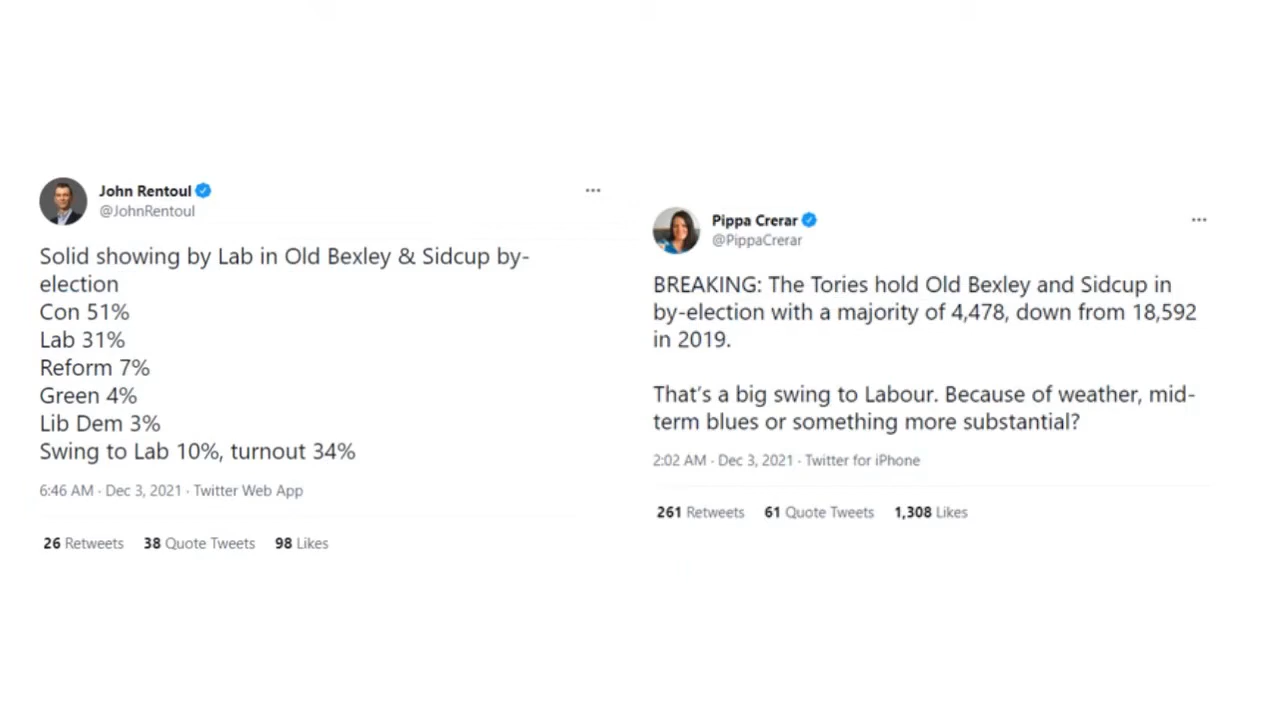 John Rentoul
@JohnRentoul
Solid showing by Lab in Old Bexley & Sidcup by-
election
Con 51%
Lab 31%
Reform 7%
Green 4%
Lib Dem 3%
Swing to Lab 10%, turnout 34%
6:46 AM · Dec 3, 2021 · Twitter Web App
26 Retweets 38 Quote Tweets 98 Likes
Pippa Crerar
@PippaCrerar
BREAKING: The Tories hold Old Bexley and Sidcup in
by-election with a majority of 4,478, down from 18,592
in 2019.
That's a big swing to Labour. Because of weather, mid-
term blues or something more substantial?
2:02 AM · Dec 3, 2021 · Twitter for iPhone
261 Retweets 61 Quote Tweets 1,308 Likes